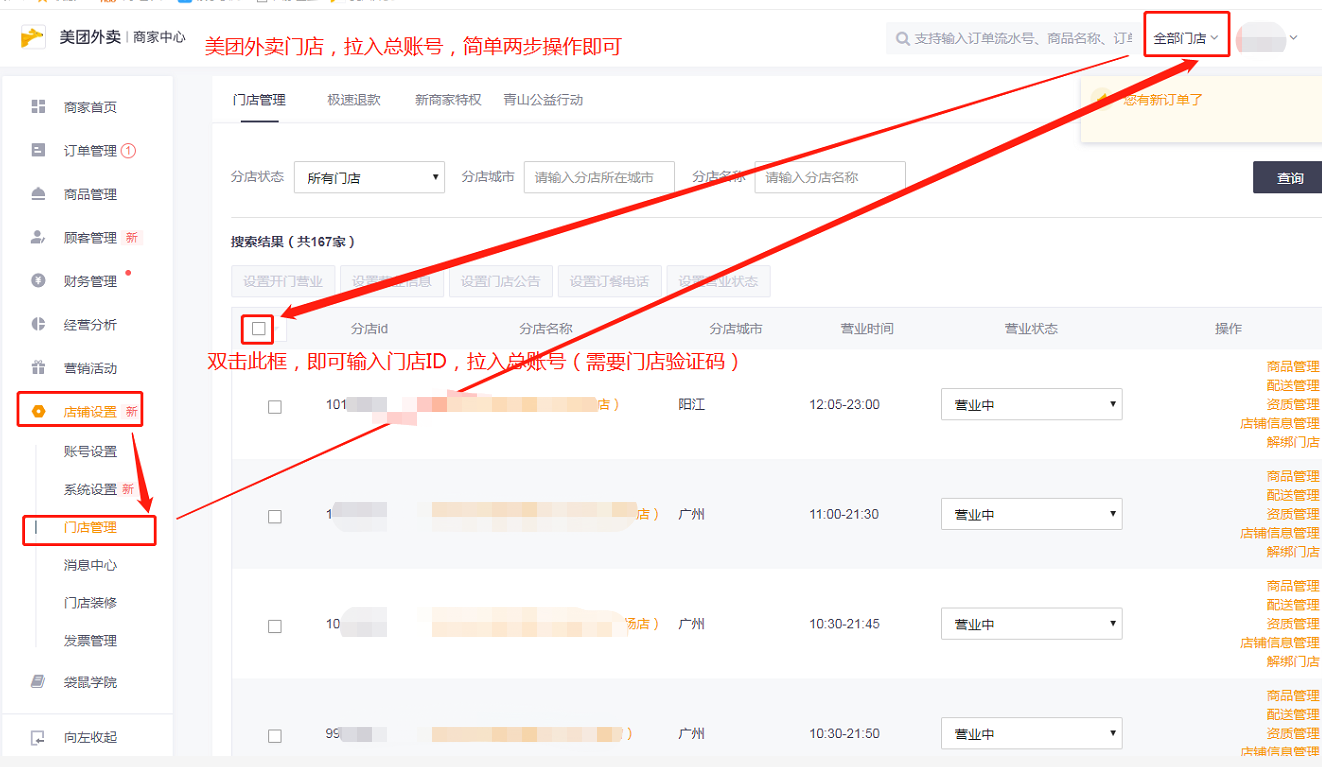 美团外卖 | 商家中心
美团外卖门店，拉入总账号，简单两步操作即可
支持输入订单流水号、商品名称、订单
全部门店
商家首页
订单管理 1
商品管理
顾客管理 新
财务管理
经营分析
营销活动
店铺设置 新
账号设置
系统设置 新
门店管理
消息中心
门店装修
发票管理
袋鼠学院
向左收起
门店管理 极速退款 新商家特权 青山公益行动
您有新订单了
分店状态 所有门店 分店城市 请输入分店所在城市 分店名称 请输入分店名称 查询
搜索结果（共167家）
设置开门营业 设置营业信息 设置门店公告 设置订餐电话 设置营业状态
分店id 分店名称 分店城市 营业时间 营业状态 操作
双击此框，即可输入门店ID，拉入总账号（需要门店验证码）
101 店） 阳江 12:05-23:00 营业中
商品管理
配送管理
资质管理
店铺信息管理
解绑门店
1 店） 广州 11:00-21:30 营业中
商品管理
配送管理
资质管理
店铺信息管理
解绑门店
10 场店） 广州 10:30-21:45 营业中
商品管理
配送管理
资质管理
店铺信息管理
解绑门店
99 ） 广州 10:30-21:50 营业中
商品管理
配送管理
资质管理
店铺信息管理